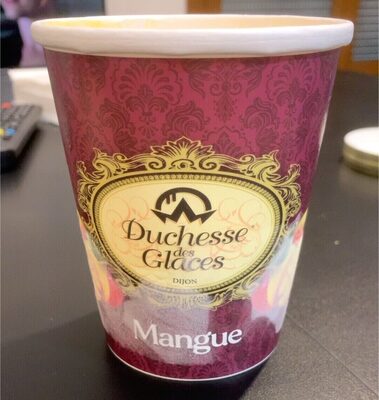 Duchesse
des
Glaces
DIJON
Mangue